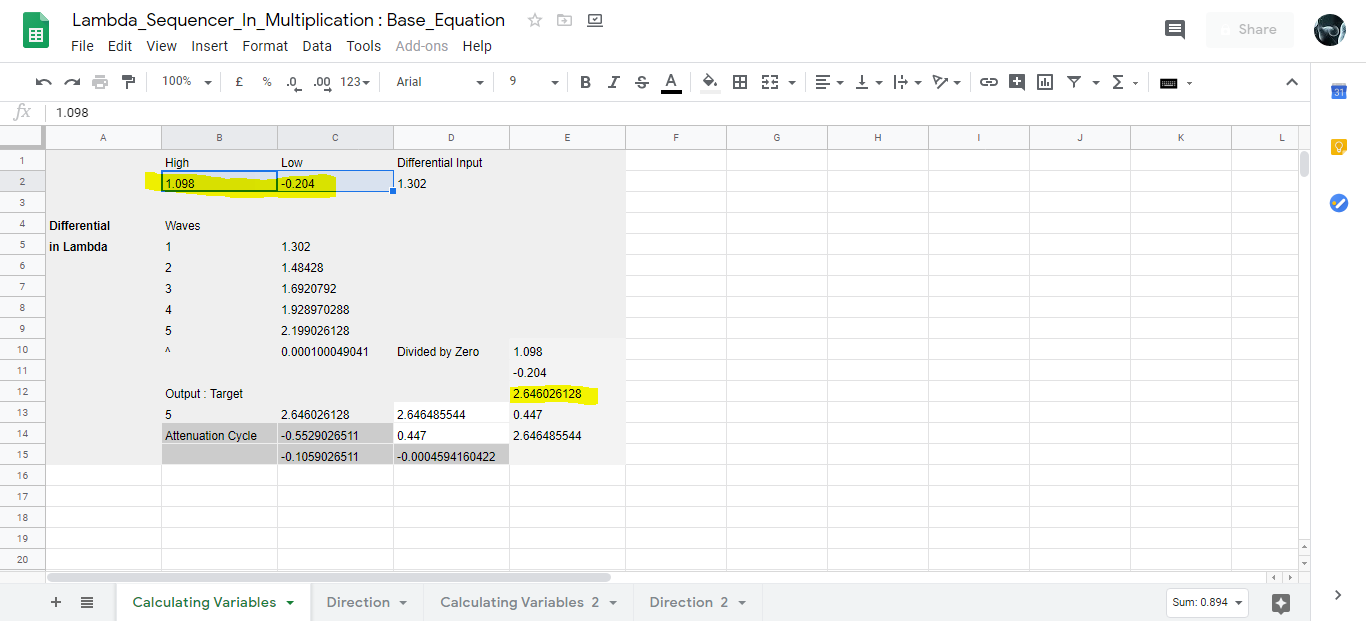 Lambda_Sequencer_In_Multiplication : Base_Equation
File Edit View Insert Format Data Tools Add-ons Help
Share
100% £ % .0 .00 123 Arial 9 B I S A
31
fx 1.098
A B C D E F G H I J K L
1 High Low Differential Input
2 1.098 -0.204 1.302
3
4 Differential Waves
5 in Lambda 1 1.302
6 2 1.48428
7 3 1.6920792
8 4 1.928970288
9 5 2.199026128
10 ^ 0.000100049041 Divided by Zero 1.098
11 -0.204
12 Output : Target 2.646026128
13 5 2.646026128 2.646485544 0.447
14 Attenuation Cycle -0.5529026511 0.447 2.646485544
15 -0.1059026511 -0.0004594160422
16
17
18
19
20
Calculating Variables Direction Calculating Variables 2 Direction 2 Sum: 0.894